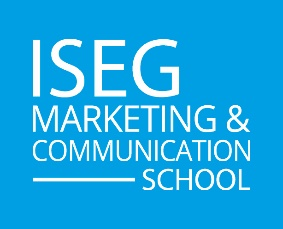 ISEG
MARKETING &
COMMUNICATION
SCHOOL